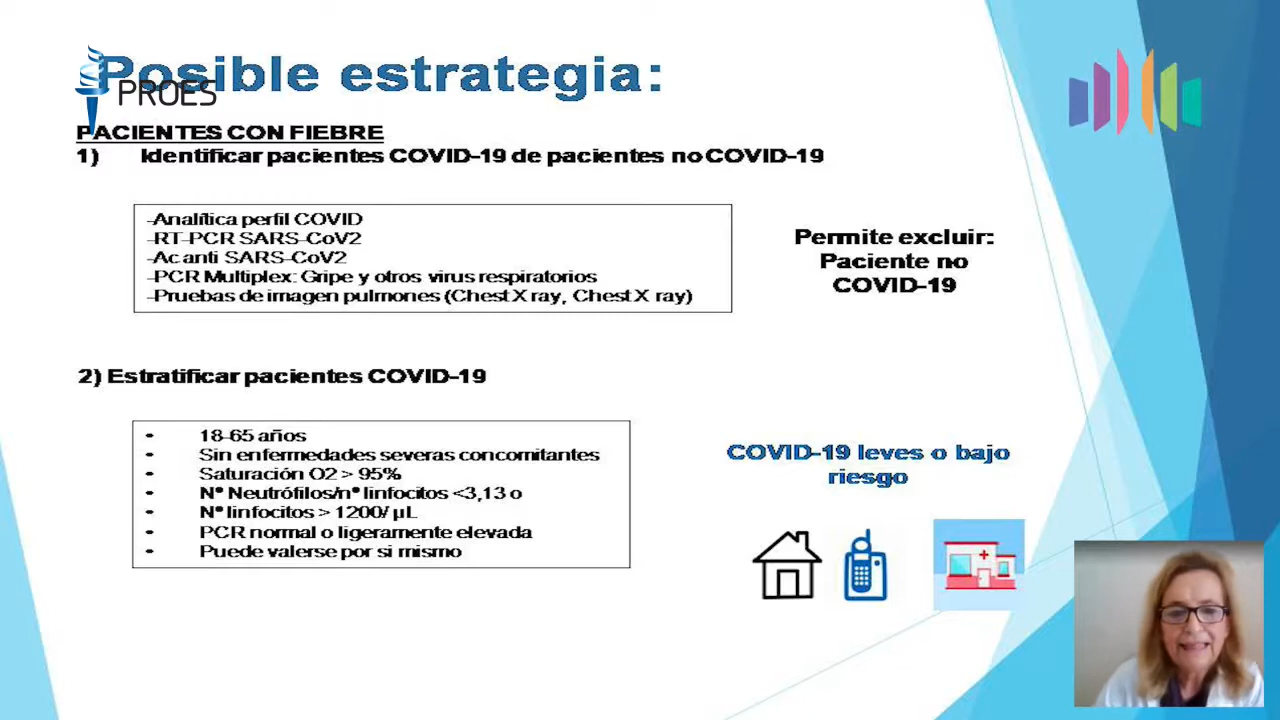 Posible estrategia:
PROES
PACIENTES CON FIEBRE
1) Identificar pacientes COVID-19 de pacientes no COVID-19
-Analítica perfil COVID
-RT-PCR SARS-CoV2
-Ac anti SARS-CoV2
-PCR Multiplex: Gripe y otros virus respiratorios
-Pruebas de imagen pulmones (Chest X ray, Chest X ray)
Permite excluir:
Paciente no
COVID-19
2) Estratificar pacientes COVID-19
• 18-65 años
• Sin enfermedades severas concomitantes
• Saturación O2 > 95%
• Nº Neutrófilos/nº linfocitos <3,13 o
• Nº linfocitos > 1200/ µL
• PCR normal o ligeramente elevada
• Puede valerse por si mismo
COVID-19 leves o bajo
riesgo